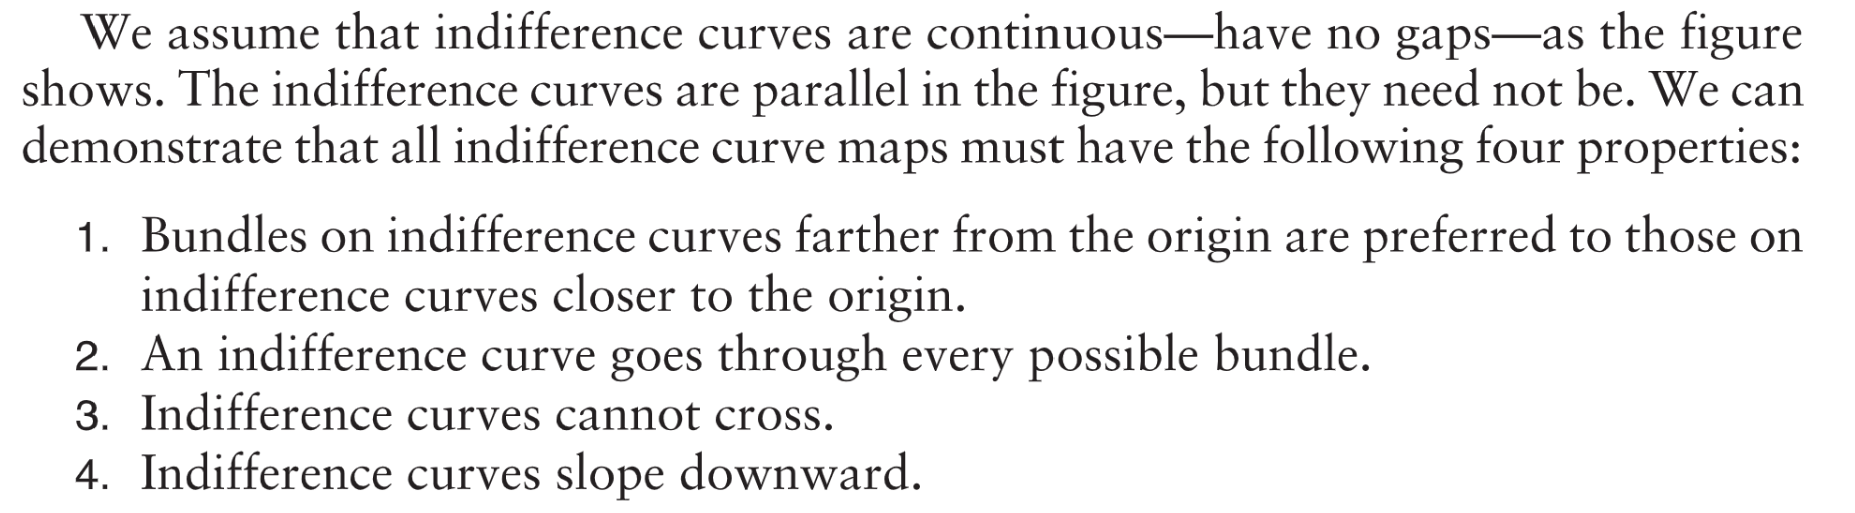 We assume that indifference curves are continuous—have no gaps—as the figure
shows. The indifference curves are parallel in the figure, but they need not be. We can
demonstrate that all indifference curve maps must have the following four properties:
1. Bundles on indifference curves farther from the origin are preferred to those on
indifference curves closer to the origin.
2. An indifference curve goes through every possible bundle.
3. Indifference curves cannot cross.
4. Indifference curves slope downward.